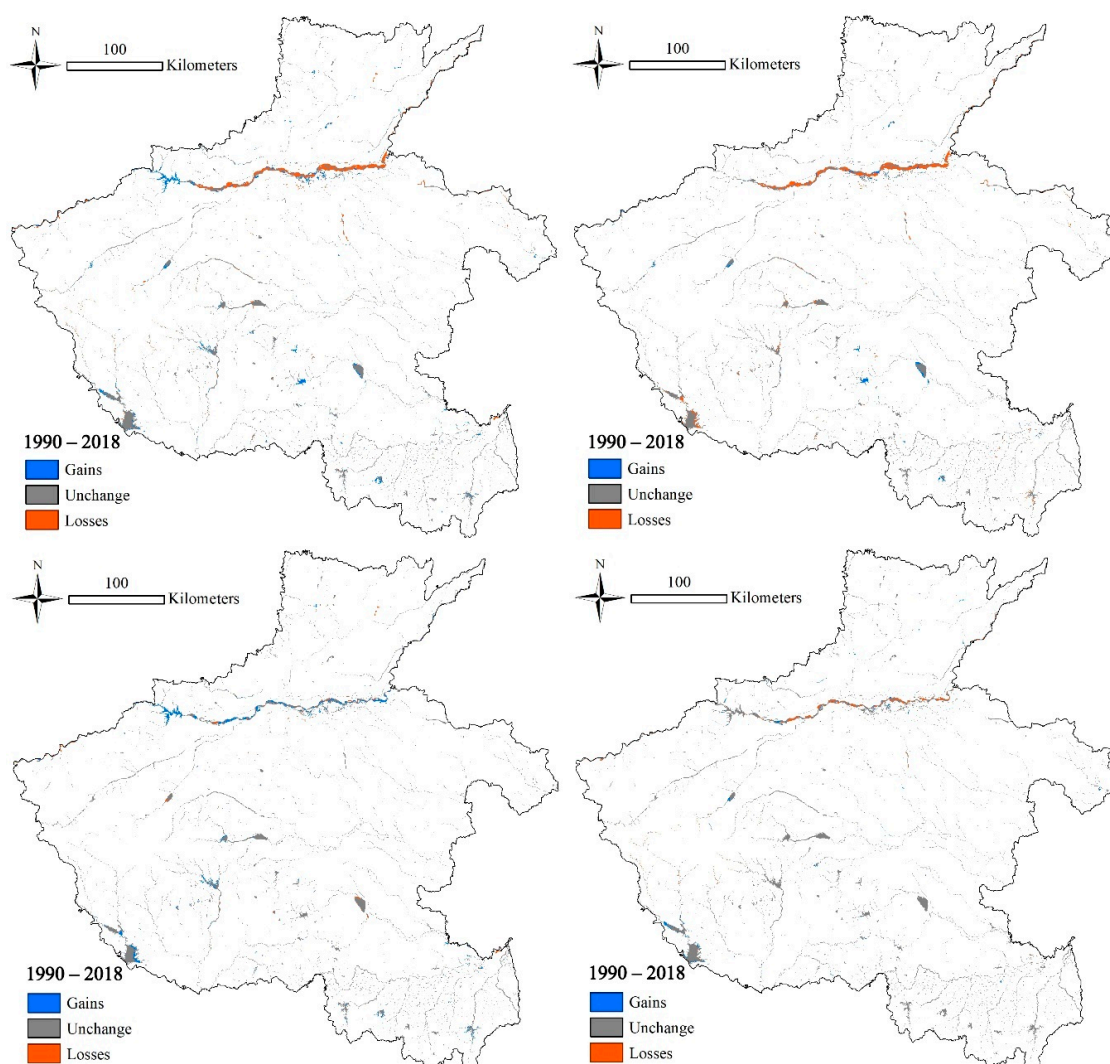 N
100
Kilometers
1990 – 2018
Gains
Unchange
Losses
N
100
Kilometers
1990 – 2018
Gains
Unchange
Losses
N
100
Kilometers
1990 – 2018
Gains
Unchange
Losses
N
100
Kilometers
1990 – 2018
Gains
Unchange
Losses